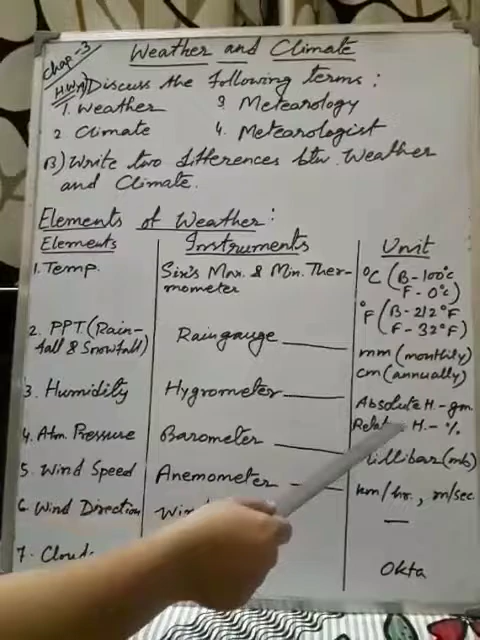 Chap-3
Weather and Climate
H.W. A) Discuss the following terms:
1. Weather 3 Metearology
2. Climate 4. Meteorologist
B) Write two differences btw. Weather
and Climate.
Elements of Weather:
Elements Instruments Unit
1. Temp. Six's Max. & Min. Ther-
mometer
°C (B-100°C
F-0°C)
°F (B-212°F
F-32°F)
2. PPT (Rain-
fall & Snowfall) Raingauge
mm (monthly)
cm (annually)
3. Humidity Hygrometer
Absolute H.-gm.
H.-%
4. Atm. Pressure Barometer
(mb)
5. Wind Speed Anemometer km/hr., m/sec
6. Wind Direction —
7. Cloud Okta